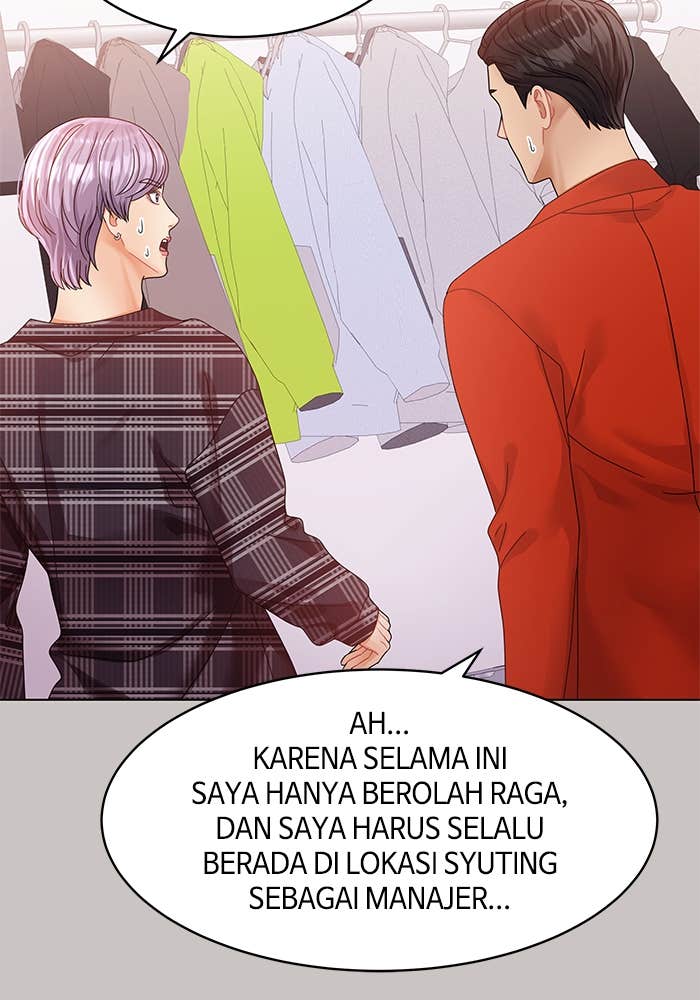 AH...
KARENA SELAMA INI
SAYA HANYA BEROLAH RAGA,
DAN SAYA HARUS SELALU
BERADA DI LOKASI SYUTING
SEBAGAI MANAJER...